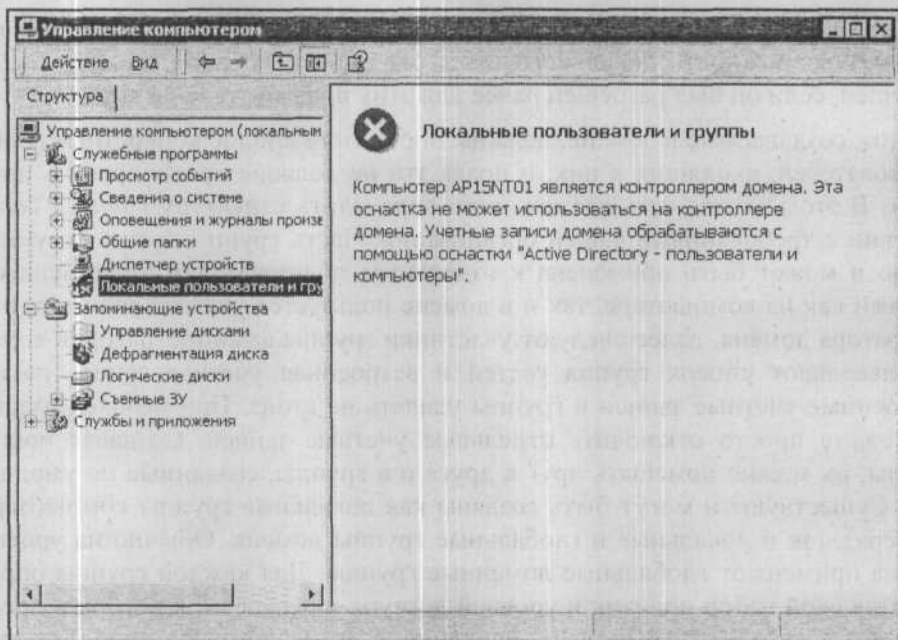 Управление компьютером
Действие Вид
Структура
Управление компьютером (локальным
Служебные программы
Просмотр событий
Сведения о системе
Оповещения и журналы произв
Общие папки
Диспетчер устройств
Локальные пользователи и гру
Запоминающие устройства
Управление дисками
Дефрагментация диска
Логические диски
Съемные ЗУ
Службы и приложения
Локальные пользователи и группы
Компьютер AP15NT01 является контроллером домена. Эта
оснастка не может использоваться на контроллере
домена. Учетные записи домена обрабатываются с
помощью оснастки "Active Directory - пользователи и
компьютеры".